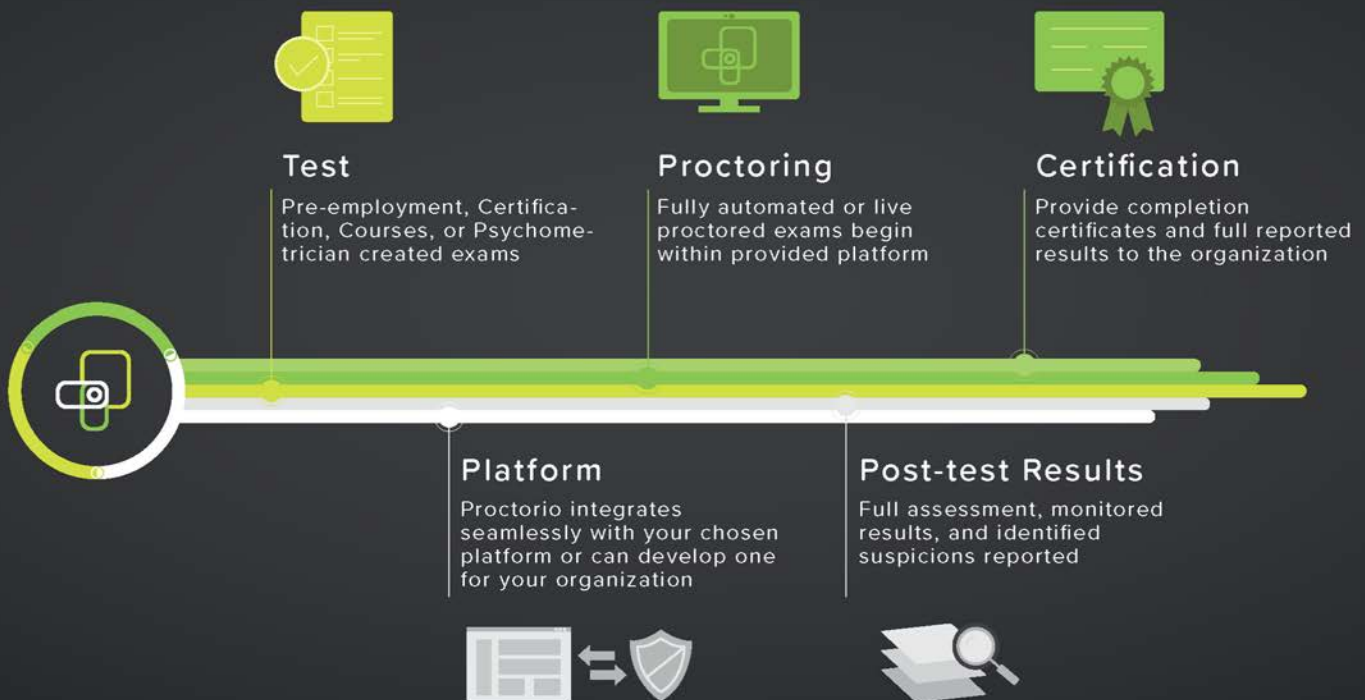 Test
Pre-employment, Certifica-
tion, Courses, or Psychome-
trician created exams
Proctoring
Fully automated or live
proctored exams begin
within provided platform
Certification
Provide completion
certificates and full reported
results to the organization
Platform
Proctorio integrates
seamlessly with your chosen
platform or can develop one
for your organization
Post-test Results
Full assessment, monitored
results, and identified
suspicions reported